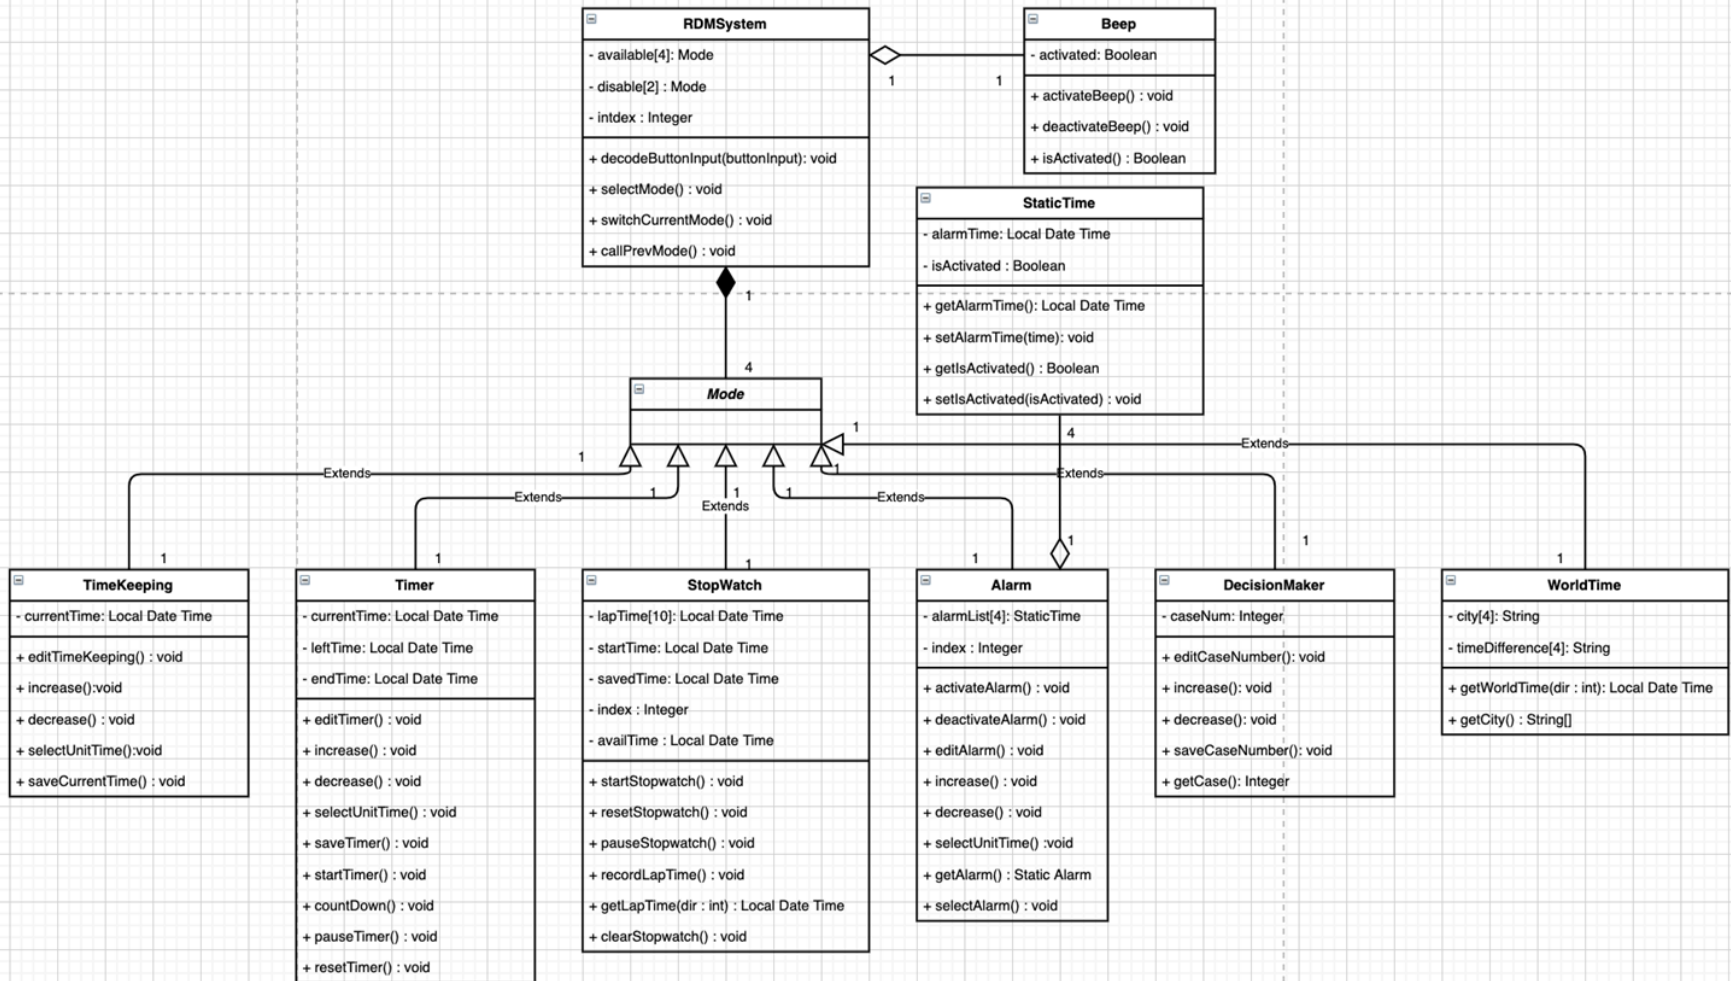 RDMSystem
- available[4]: Mode
- disable[2] : Mode
- intdex : Integer
+ decodeButtonInput(buttonInput): void
+ selectMode() : void
+ switchCurrentMode() : void
+ callPrevMode() : void
1
1
Beep
- activated: Boolean
+ activateBeep() : void
+ deactivateBeep() : void
+ isActivated() : Boolean
StaticTime
- alarmTime: Local Date Time
- isActivated : Boolean
+ getAlarmTime(): Local Date Time
+ setAlarmTime(time): void
+ getIsActivated() : Boolean
+ setIsActivated(isActivated) : void
1
4
Mode
1
4
Extends
1
Extends
1
Extends
1
Extends
1
Extends
1
Extends
1
1
1
1
1
1
1
1
TimeKeeping
- currentTime: Local Date Time
+ editTimeKeeping() : void
+ increase():void
+ decrease() : void
+ selectUnitTime():void
+ saveCurrentTime() : void
Timer
- currentTime: Local Date Time
- leftTime: Local Date Time
- endTime: Local Date Time
+ editTimer() : void
+ increase() : void
+ decrease() : void
+ selectUnitTime() : void
+ saveTimer() : void
+ startTimer() : void
+ countDown() : void
+ pauseTimer() : void
+ resetTimer() : void
StopWatch
- lapTime[10]: Local Date Time
- startTime: Local Date Time
- savedTime: Local Date Time
- index : Integer
- availTime : Local Date Time
+ startStopwatch() : void
+ resetStopwatch() : void
+ pauseStopwatch() : void
+ recordLapTime() : void
+ getLapTime(dir : int) : Local Date Time
+ clearStopwatch() : void
Alarm
- alarmList[4]: StaticTime
- index : Integer
+ activateAlarm() : void
+ deactivateAlarm() : void
+ editAlarm() : void
+ increase() : void
+ decrease() : void
+ selectUnitTime() :void
+ getAlarm() : Static Alarm
+ selectAlarm() : void
DecisionMaker
- caseNum: Integer
+ editCaseNumber(): void
+ increase(): void
+ decrease(): void
+ saveCaseNumber(): void
+ getCase(): Integer
WorldTime
- city[4]: String
- timeDifference[4]: String
+ getWorldTime(dir : int): Local Date Time
+ getCity() : String[]